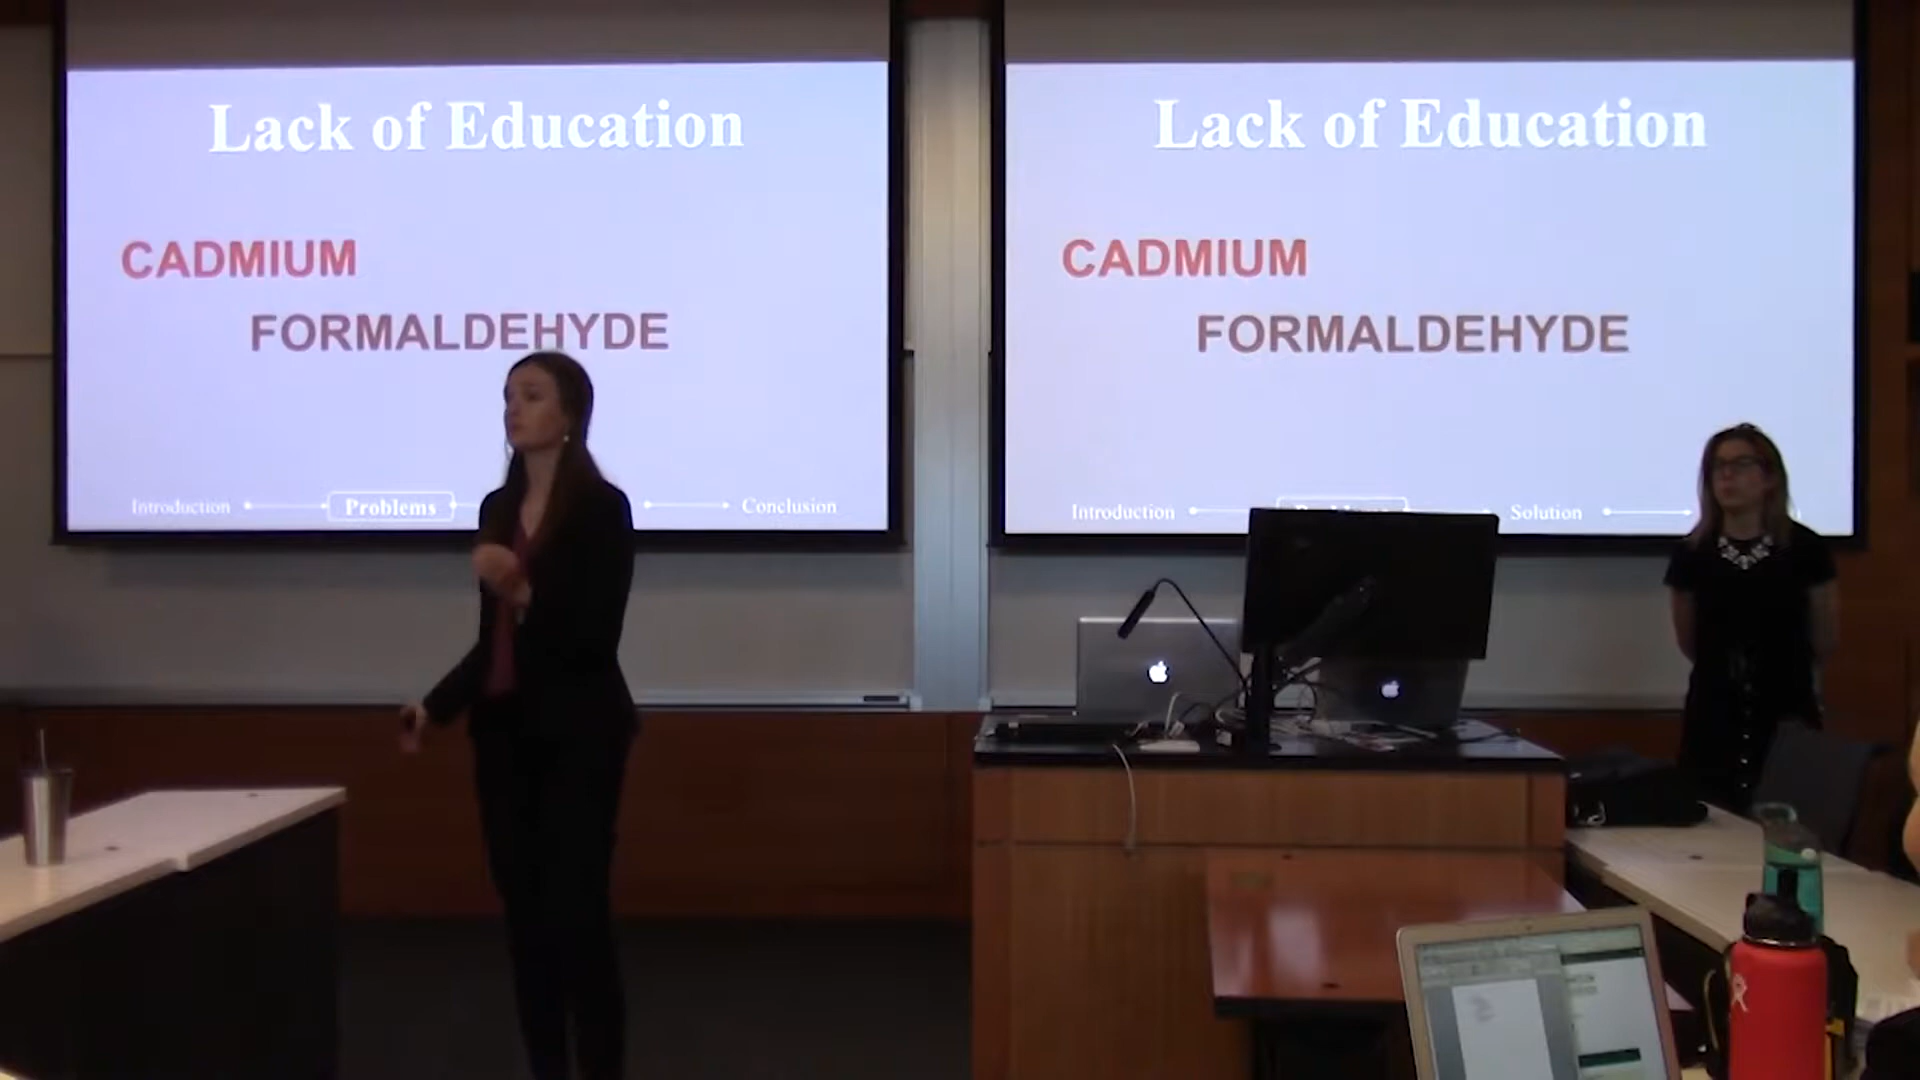 Lack of Education
CADMIUM
FORMALDEHYDE
Introduction Problems Conclusion
Lack of Education
CADMIUM
FORMALDEHYDE
Introduction Solution